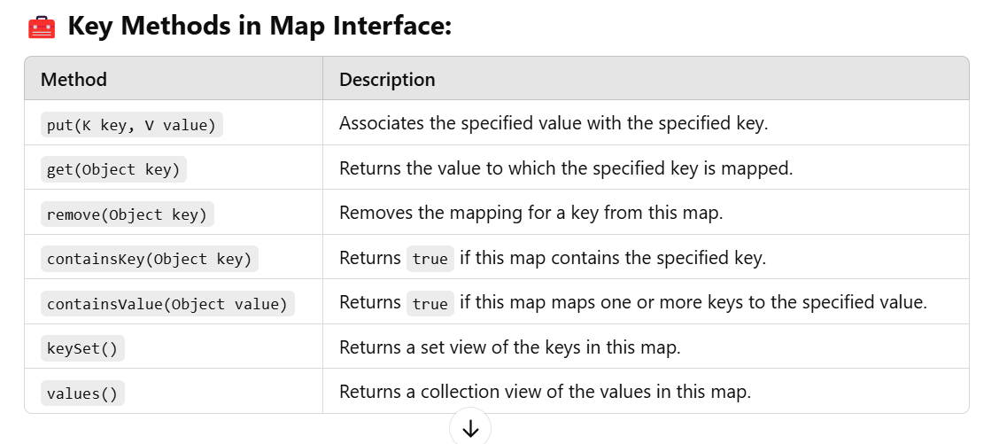 Key Methods in Map Interface:
Method Description
put(K key, V value) Associates the specified value with the specified key.
get(Object key) Returns the value to which the specified key is mapped.
remove(Object key) Removes the mapping for a key from this map.
containsKey(Object key) Returns true if this map contains the specified key.
containsValue(Object value) Returns true if this map maps one or more keys to the specified value.
keySet() Returns a set view of the keys in this map.
values() Returns a collection view of the values in this map.